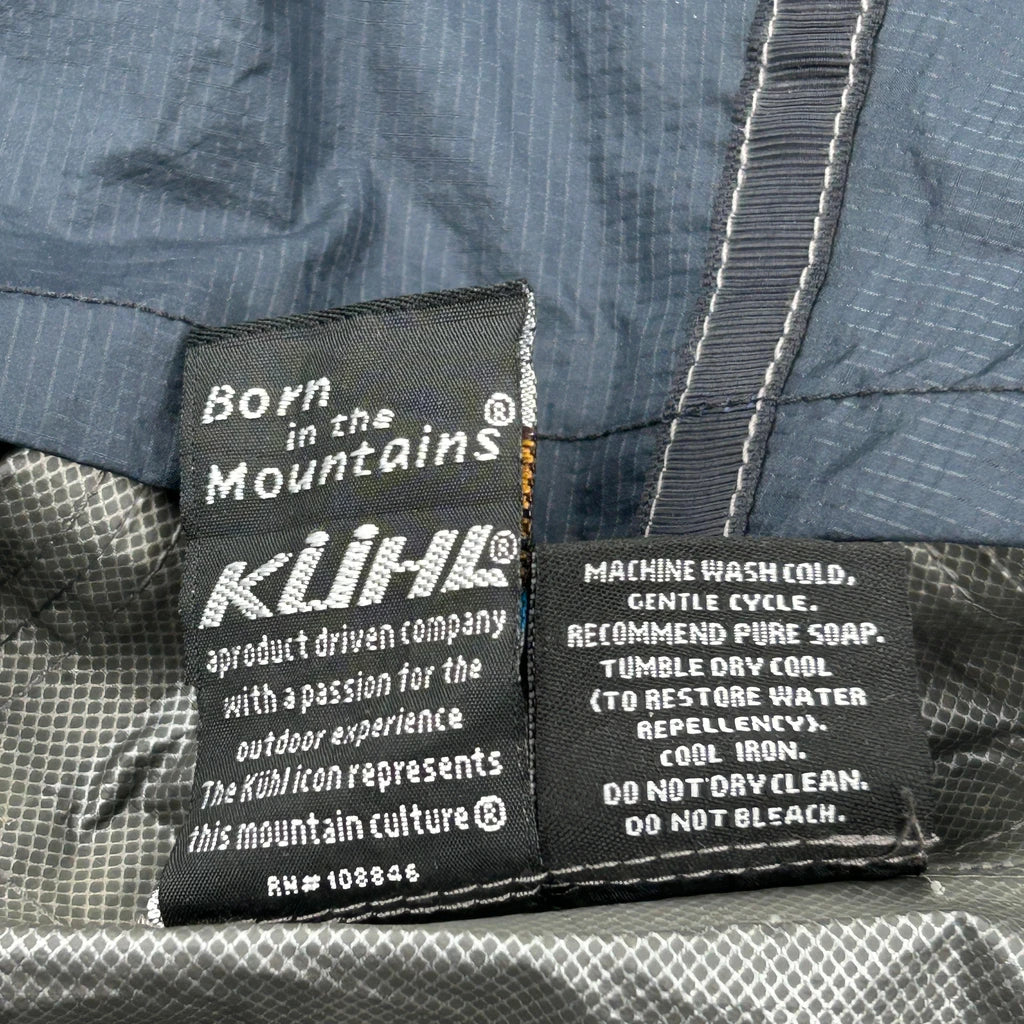 Born
in the
Mountains®
KÜHL®
a product driven company
with a passion for the
outdoor experience
The Kühl icon represents
this mountain culture®
RN# 108846
MACHINE WASH COLD,
GENTLE CYCLE.
RECOMMEND PURE SOAP.
TUMBLE DRY COOL
(TO RESTORE WATER
REPELLENCY).
COOL IRON.
DO NOT DRY CLEAN.
DO NOT BLEACH.